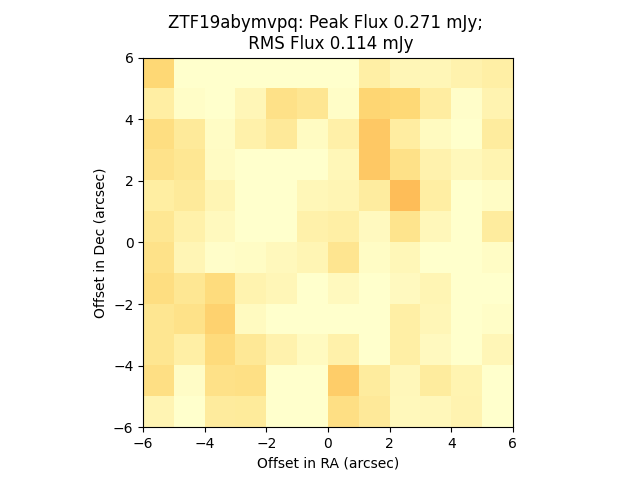 ZTF19abymvpq: Peak Flux 0.271 mJy;
RMS Flux 0.114 mJy
6
4
2
0
−2
−4
−6
Offset in Dec (arcsec)
−6 −4 −2 0 2 4 6
Offset in RA (arcsec)